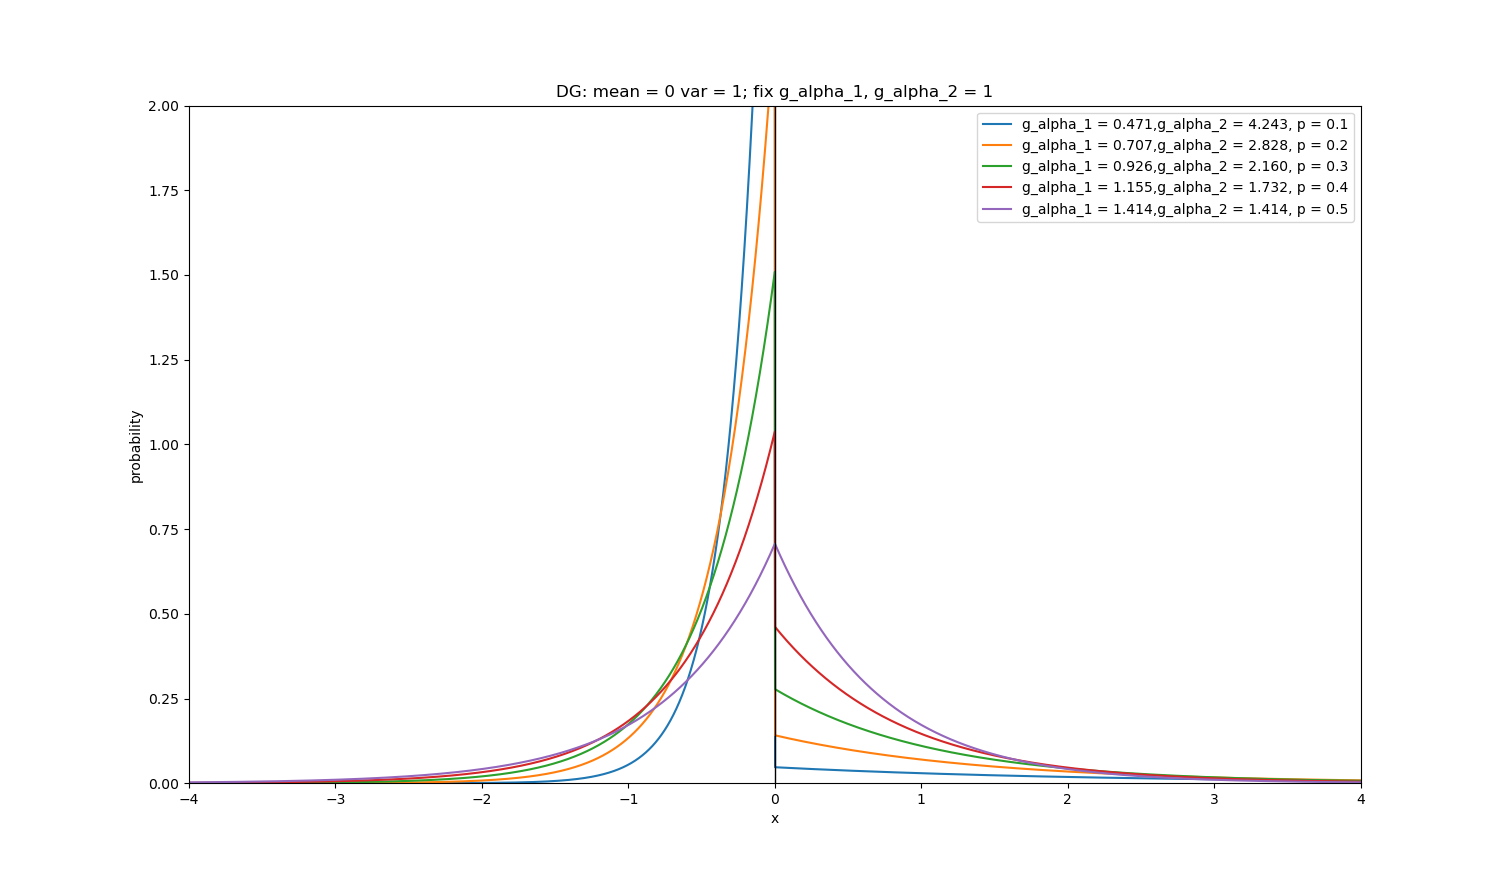 DG: mean = 0 var = 1; fix g_alpha_1, g_alpha_2 = 1
2.00
1.75
1.50
1.25
1.00
0.75
0.50
0.25
0.00
probability
g_alpha_1 = 0.471,g_alpha_2 = 4.243, p = 0.1
g_alpha_1 = 0.707,g_alpha_2 = 2.828, p = 0.2
g_alpha_1 = 0.926,g_alpha_2 = 2.160, p = 0.3
g_alpha_1 = 1.155,g_alpha_2 = 1.732, p = 0.4
g_alpha_1 = 1.414,g_alpha_2 = 1.414, p = 0.5
−4 −3 −2 −1 0 1 2 3 4
x